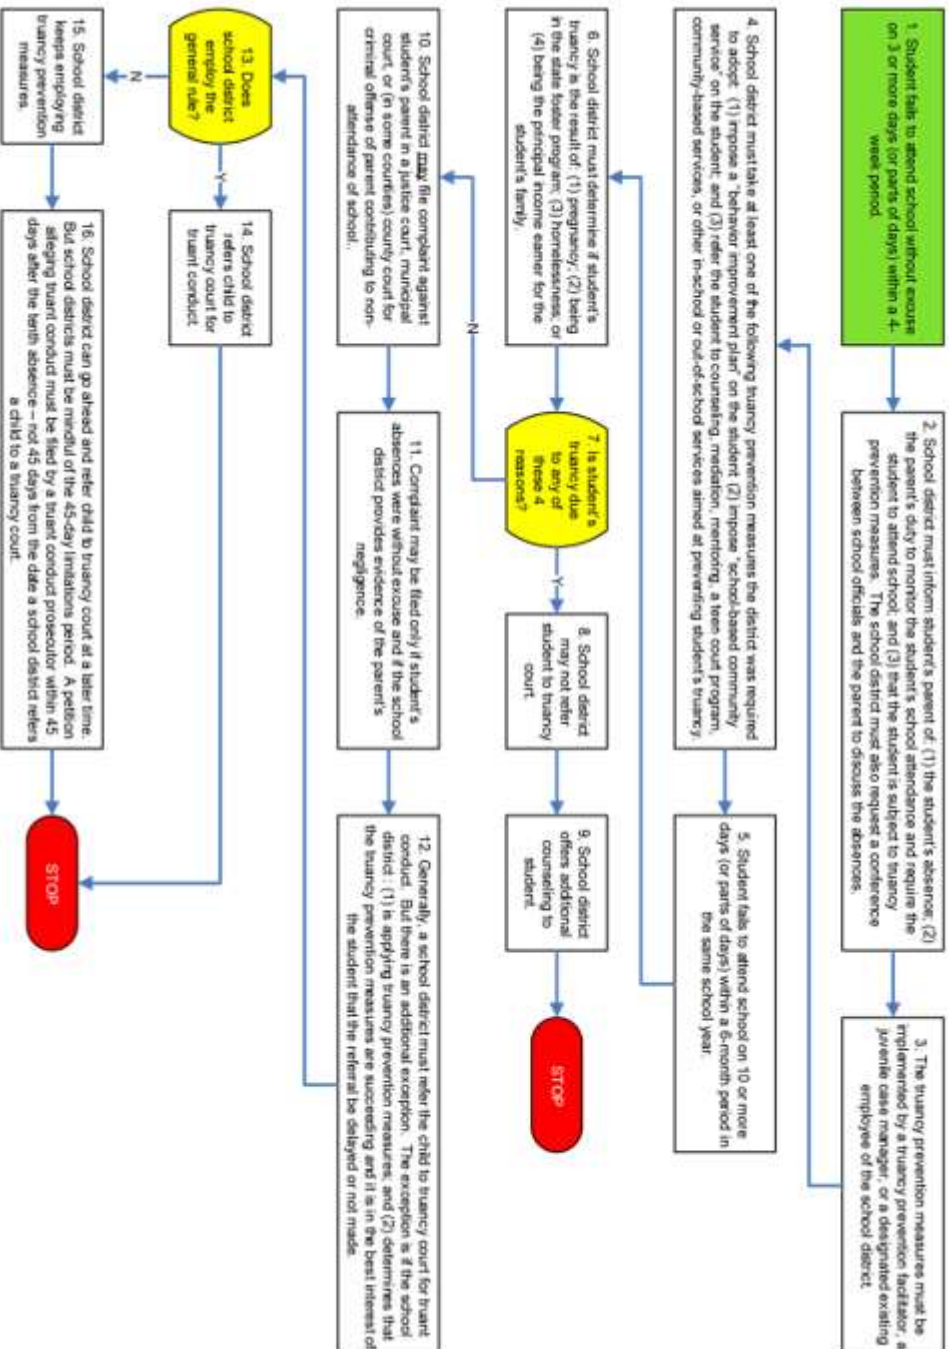 1. Student fails to attend school without excuse
on 3 or more days (or parts of days) within a 4-
week period.
2. School district must inform student's parent of: (1) the student's absence; (2)
the parent's duty to monitor the student's school attendance and require the
student to attend school; and (3) that the student is subject to truancy
prevention measures. The school district must also request a conference
between school officials and the parent to discuss the absences.
3. The truancy prevention measures must be
implemented by a truancy prevention facilitator, a
juvenile case manager, or a designated existing
employee of the school district.
4. School district must take at least one of the following truancy prevention measures the district was required
to adopt: (1) impose a "behavior improvement plan" on the student (2) impose "school-based community
service" on the student; and (3) refer the student to counseling, mediation, mentoring, a teen court program,
community-based services, or other in-school or out-of-school services aimed at preventing student's truancy.
5. Student fails to attend school on 10 or more
days (or parts of days) within a 6-month period in
the same school year.
6. School district must determine if student's
truancy is the result of: (1) pregnancy; (2) being
in the state foster program; (3) homelessness; or
(4) being the principal income earner for the
student's family.
7. Is student's
truancy due
to any of
these 4
reasons?
Y
N
8. School district
may not refer
student to truancy
court.
9. School district
offers additional
counseling to
student.
STOP
10. School district may file complaint against
student's parent in a justice court, municipal
court, or (in some counties) county court for
criminal offense of parent contributing to non-
attendance of school.
11. Complaint may be filed only if student's
absences were without excuse and if the school
district provides evidence of the parent's
negligence.
12. Generally, a school district must refer the child to truancy court for truant
conduct. But there is an additional exception. The exception is if the school
district : (1) is applying truancy prevention measures; and (2) determines that
the truancy prevention measures are succeeding and it is in the best interest of
the student that the referral be delayed or not made.
13. Does
school district
employ the
general rule?
Y
N
14. School district
refers child to
truancy court for
truant conduct.
15. School district
keeps employing
truancy prevention
measures.
16. School district can go ahead and refer child to truancy court at a later time.
But school districts must be mindful of the 45-day limitations period. A petition
alleging truant conduct must be filed by a truant conduct prosecutor within 45
days after the tenth absence – not 45 days from the date a school district refers
a child to a truancy court.
STOP